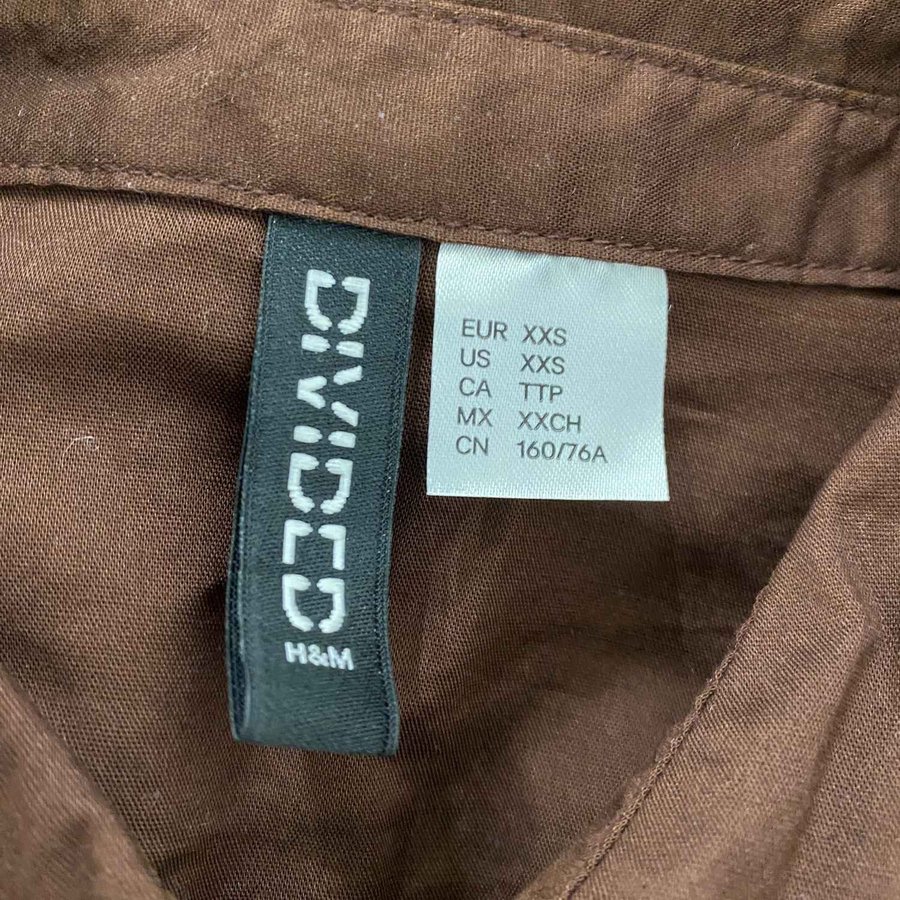 DIVIDED
H&M
EUR XXS
US XXS
CA TTP
MX XXCH
CN 160/76A